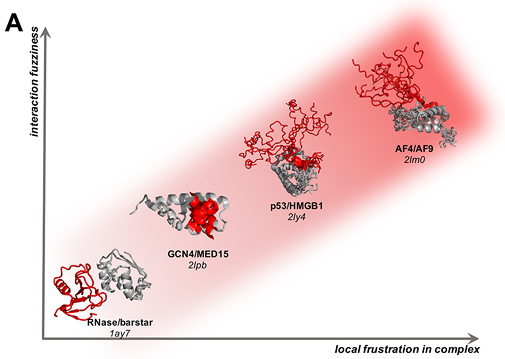 A
interaction fuzziness
AF4/AF9
2lm0
p53/HMGB1
2ly4
GCN4/MED15
2lpb
RNase/barstar
1ay7
local frustration in complex